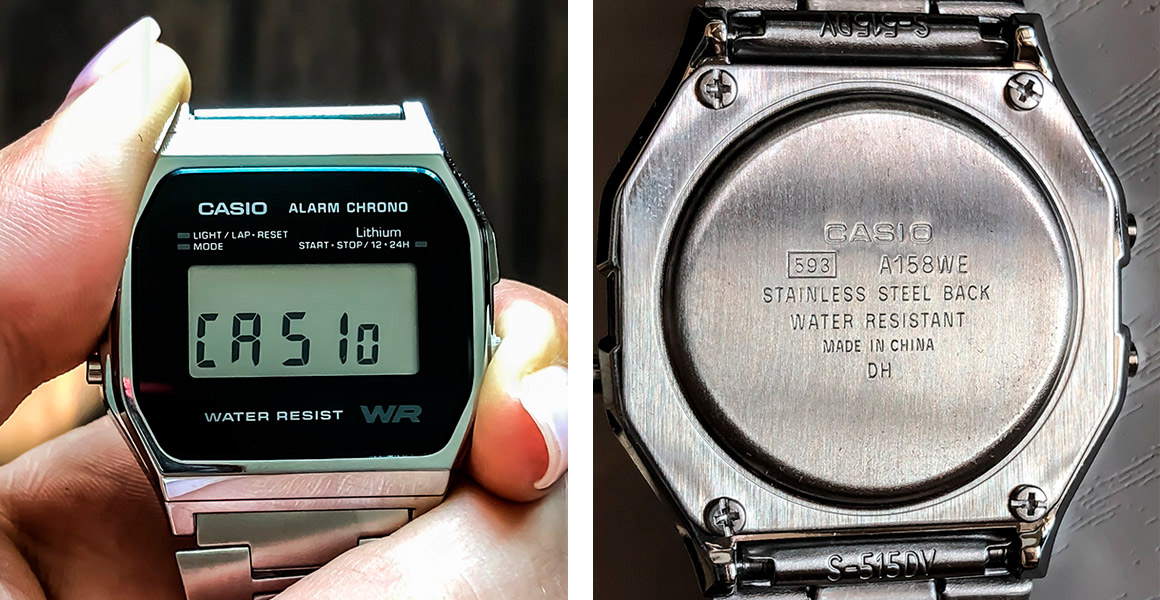 CASIO ALARM CHRONO
LIGHT / LAP • RESET
MODE
Lithium
START • STOP / 12 • 24H
CASIo
WATER RESIST WR
S-515DV
CASIO
593 A158WE
STAINLESS STEEL BACK
WATER RESISTANT
MADE IN CHINA
DH
S-515DV